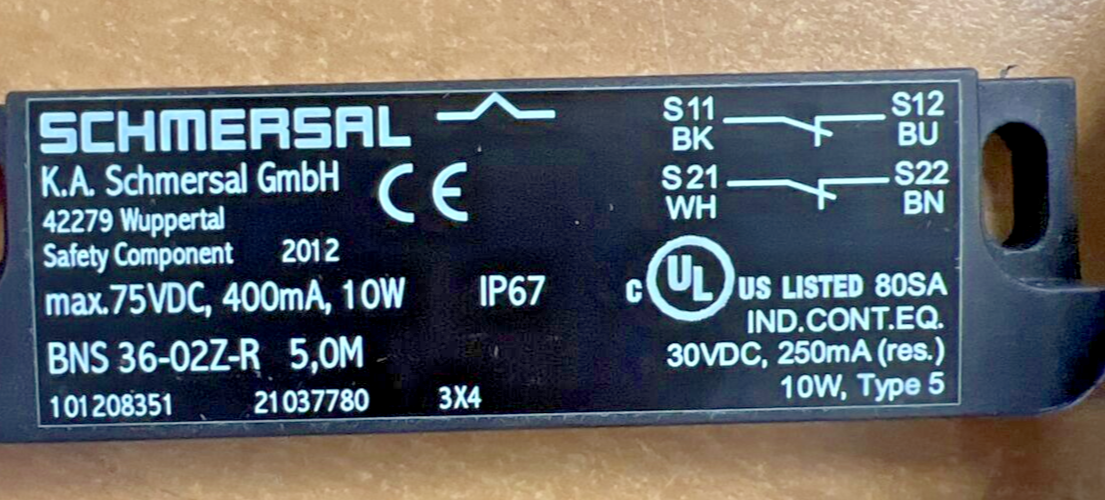 SCHMERSAL
K.A. Schmersal GmbH CE
42279 Wuppertal
Safety Component 2012
max.75VDC, 400mA, 10W IP67
BNS 36-02Z-R 5,0M
101208351 21037780 3X4
S11 S12
BK BU
S21 S22
WH BN
c UL US LISTED 80SA
IND.CONT.EQ.
30VDC, 250mA (res.)
10W, Type 5